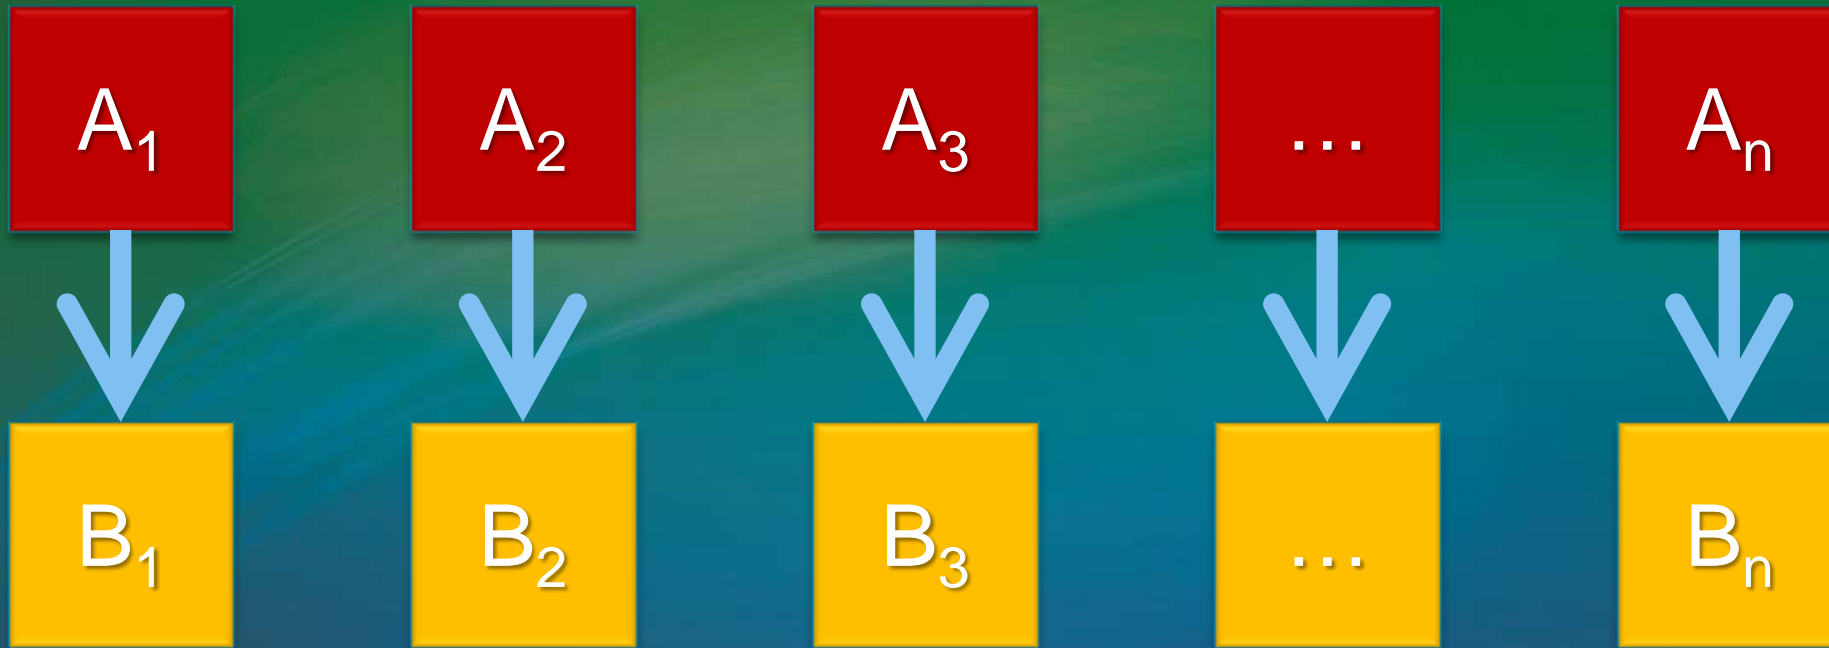 A₁ A₂ A₃ … Aₙ
B₁ B₂ B₃ … Bₙ